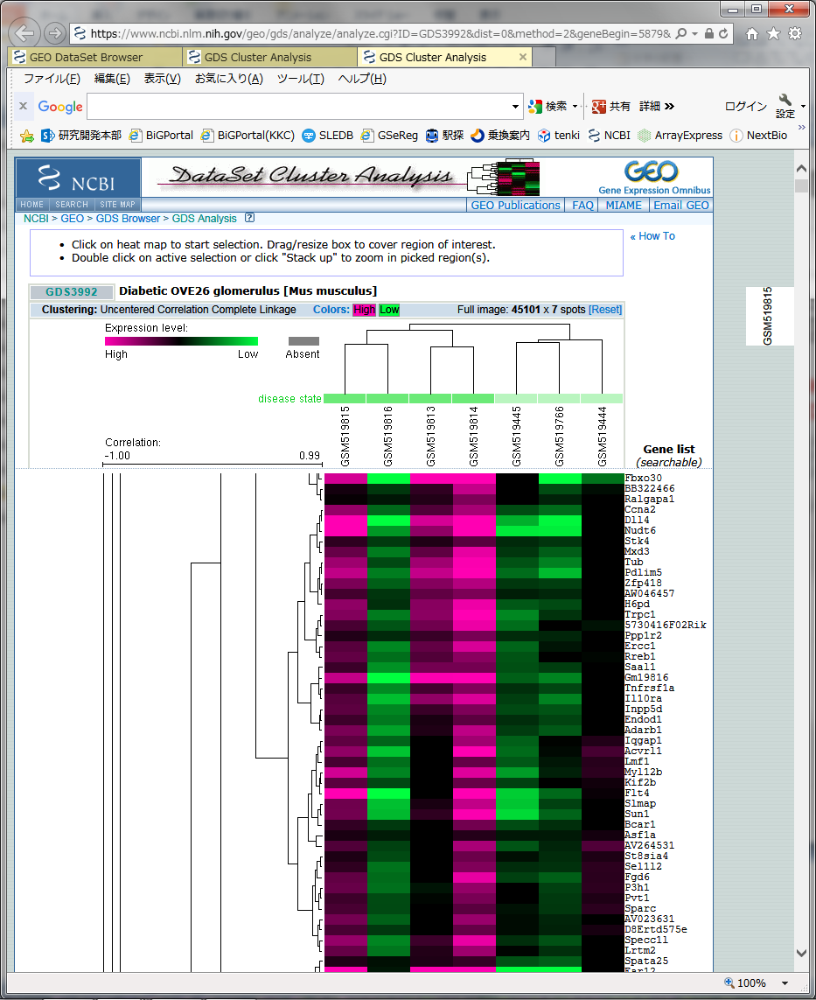 https://www.ncbi.nlm.nih.gov/geo/gds/analyze/analyze.cgi?ID=GDS3992&dist=0&method=2&geneBegin=5879&
GEO DataSet Browser
GDS Cluster Analysis
GDS Cluster Analysis
ファイル(F) 編集(E) 表示(V) お気に入り(A) ツール(T) ヘルプ(H)
x Google 検索 共有 詳細 » ログイン 設定
研究開発本部 BiGPortal BiGPortal(KKC) SLEDB GSeReg 駅探 乗換案内 tenki NCBI ArrayExpress NextBio »
NCBI
DataSet Cluster Analysis
GEO
Gene Expression Omnibus
HOME SEARCH SITE MAP
GEO Publications FAQ MIAME Email GEO
NCBI > GEO > GDS Browser > GDS Analysis ?
« How To
• Click on heat map to start selection. Drag/resize box to cover region of interest.
• Double click on active selection or click "Stack up" to zoom in picked region(s).
GDS3992 Diabetic OVE26 glomerulus [Mus musculus]
Clustering: Uncentered Correlation Complete Linkage Colors: High Low Full image: 45101 x 7 spots [Reset]
GSM519815
Expression level:
High Low Absent
disease state
GSM519815
GSM519816
GSM519813
GSM519814
GSM519445
GSM519766
GSM519444
Correlation:
-1.00 0.99
Gene list
(searchable)
Fbxo30
BB322466
Ralgapa1
Ccna2
Dll4
Nudt6
Stk4
Mxd3
Tub
Pdlim5
Zfp418
AW046457
H6pd
Trpc1
5730416F02Rik
Ppp1r2
Ercc1
Rreb1
Saal1
Gm19816
Tnfrsf1a
Il10ra
Inpp5d
Endod1
Adarb1
Iqgap1
Acvrl1
Lmf1
Myl12b
Kif2b
Flt4
Slmap
Sun1
Bcar1
Asf1a
AV264531
St8sia4
Sel1l2
Fgd6
P3h1
Pvt1
Sparc
AV023631
D8Ertd575e
Specc1l
Lrtm2
Spata25
Ear12
100%